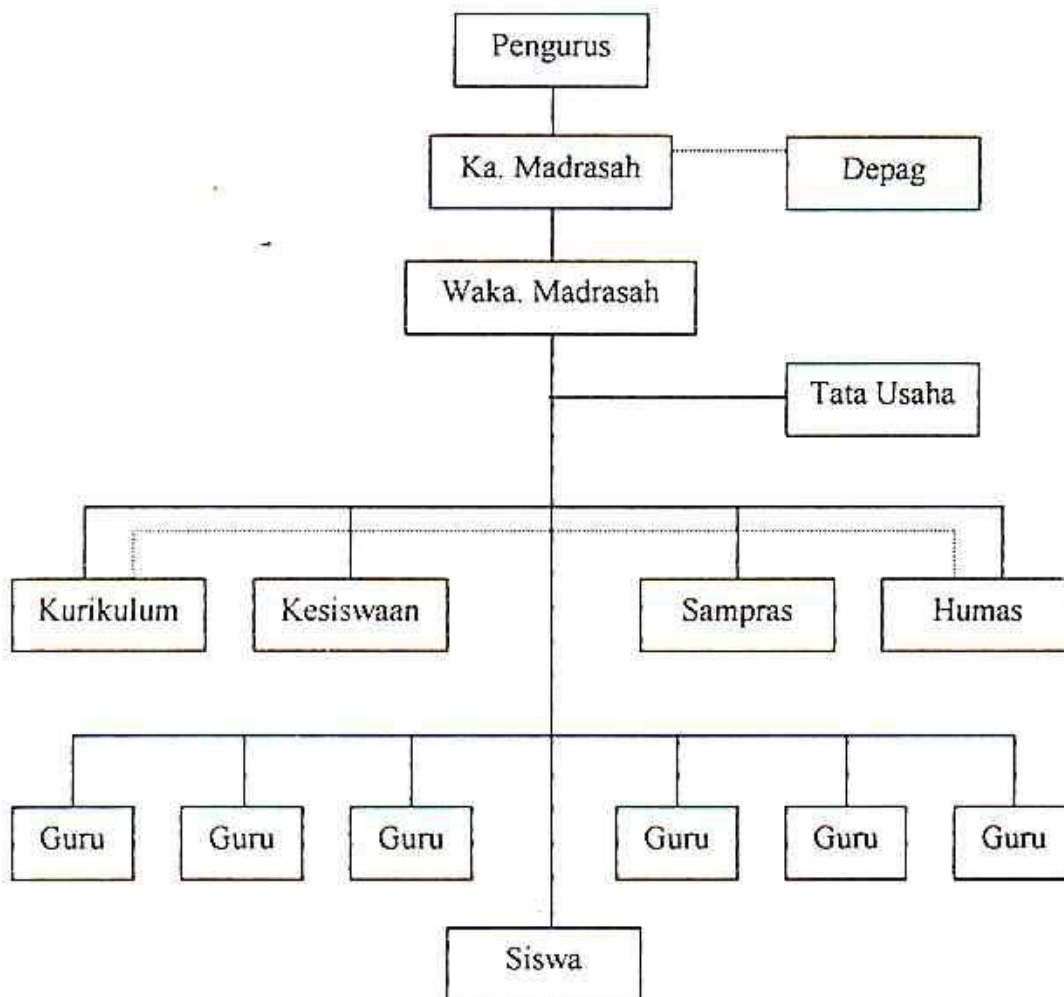 Pengurus
Ka. Madrasah
Depag
Waka. Madrasah
Tata Usaha
Kurikulum
Kesiswaan
Sampras
Humas
Guru
Guru
Guru
Guru
Guru
Guru
Siswa